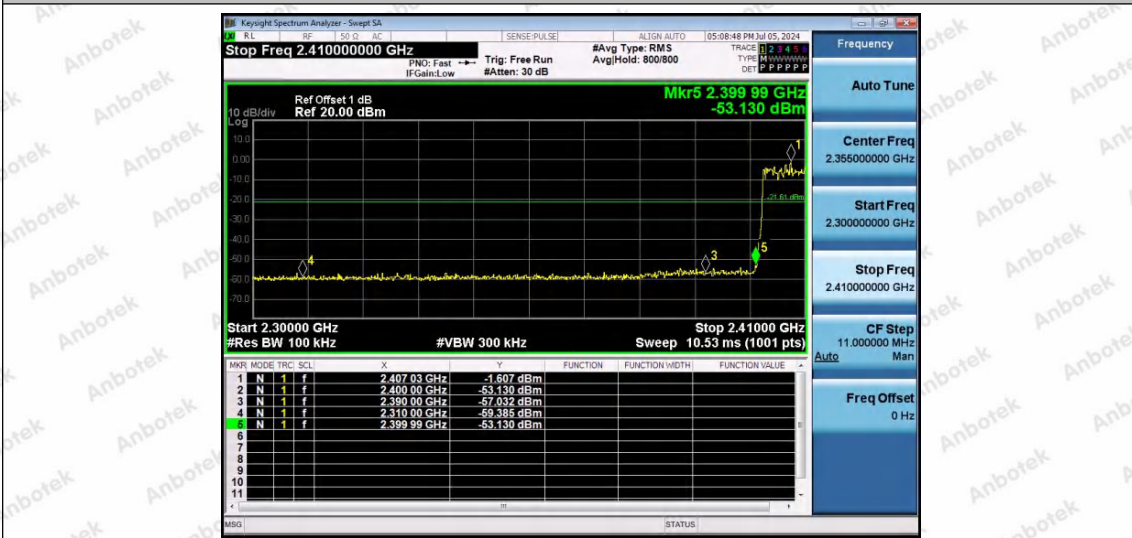 Keysight Spectrum Analyzer - Swept SA
RL RF 50 Ω AC SENSE:PULSE ALIGN AUTO 05:08:48 PM Jul 05, 2024
Stop Freq 2.410000000 GHz
#Avg Type: RMS
TRACE 1 2 3 4 5 6
PNO: Fast Trig: Free Run Avg|Hold: 800/800 TYPE M WWWWW
IFGain:Low #Atten: 30 dB DET P P P P P P
Frequency
Mkr5 2.399 99 GHz
Ref Offset 1 dB
10 dB/div Ref 20.00 dBm -53.130 dBm
Log
10.0
0.00
-10.0
-20.0
-21.61 dBm
-30.0
-40.0
-50.0
-60.0
-70.0
1
3
4
5
Start 2.30000 GHz Stop 2.41000 GHz
#Res BW 100 kHz #VBW 300 kHz Sweep 10.53 ms (1001 pts)
MKR MODE TRC SCL X Y FUNCTION FUNCTION WIDTH FUNCTION VALUE
1 N 1 f 2.407 03 GHz -1.607 dBm
2 N 1 f 2.400 00 GHz -53.130 dBm
3 N 1 f 2.390 00 GHz -57.032 dBm
4 N 1 f 2.310 00 GHz -59.385 dBm
5 N 1 f 2.399 99 GHz -53.130 dBm
6
7
8
9
10
11
MSG STATUS
Auto Tune
Center Freq
2.355000000 GHz
Start Freq
2.300000000 GHz
Stop Freq
2.410000000 GHz
CF Step
11.000000 MHz
Auto Man
Freq Offset
0 Hz
Anbotek